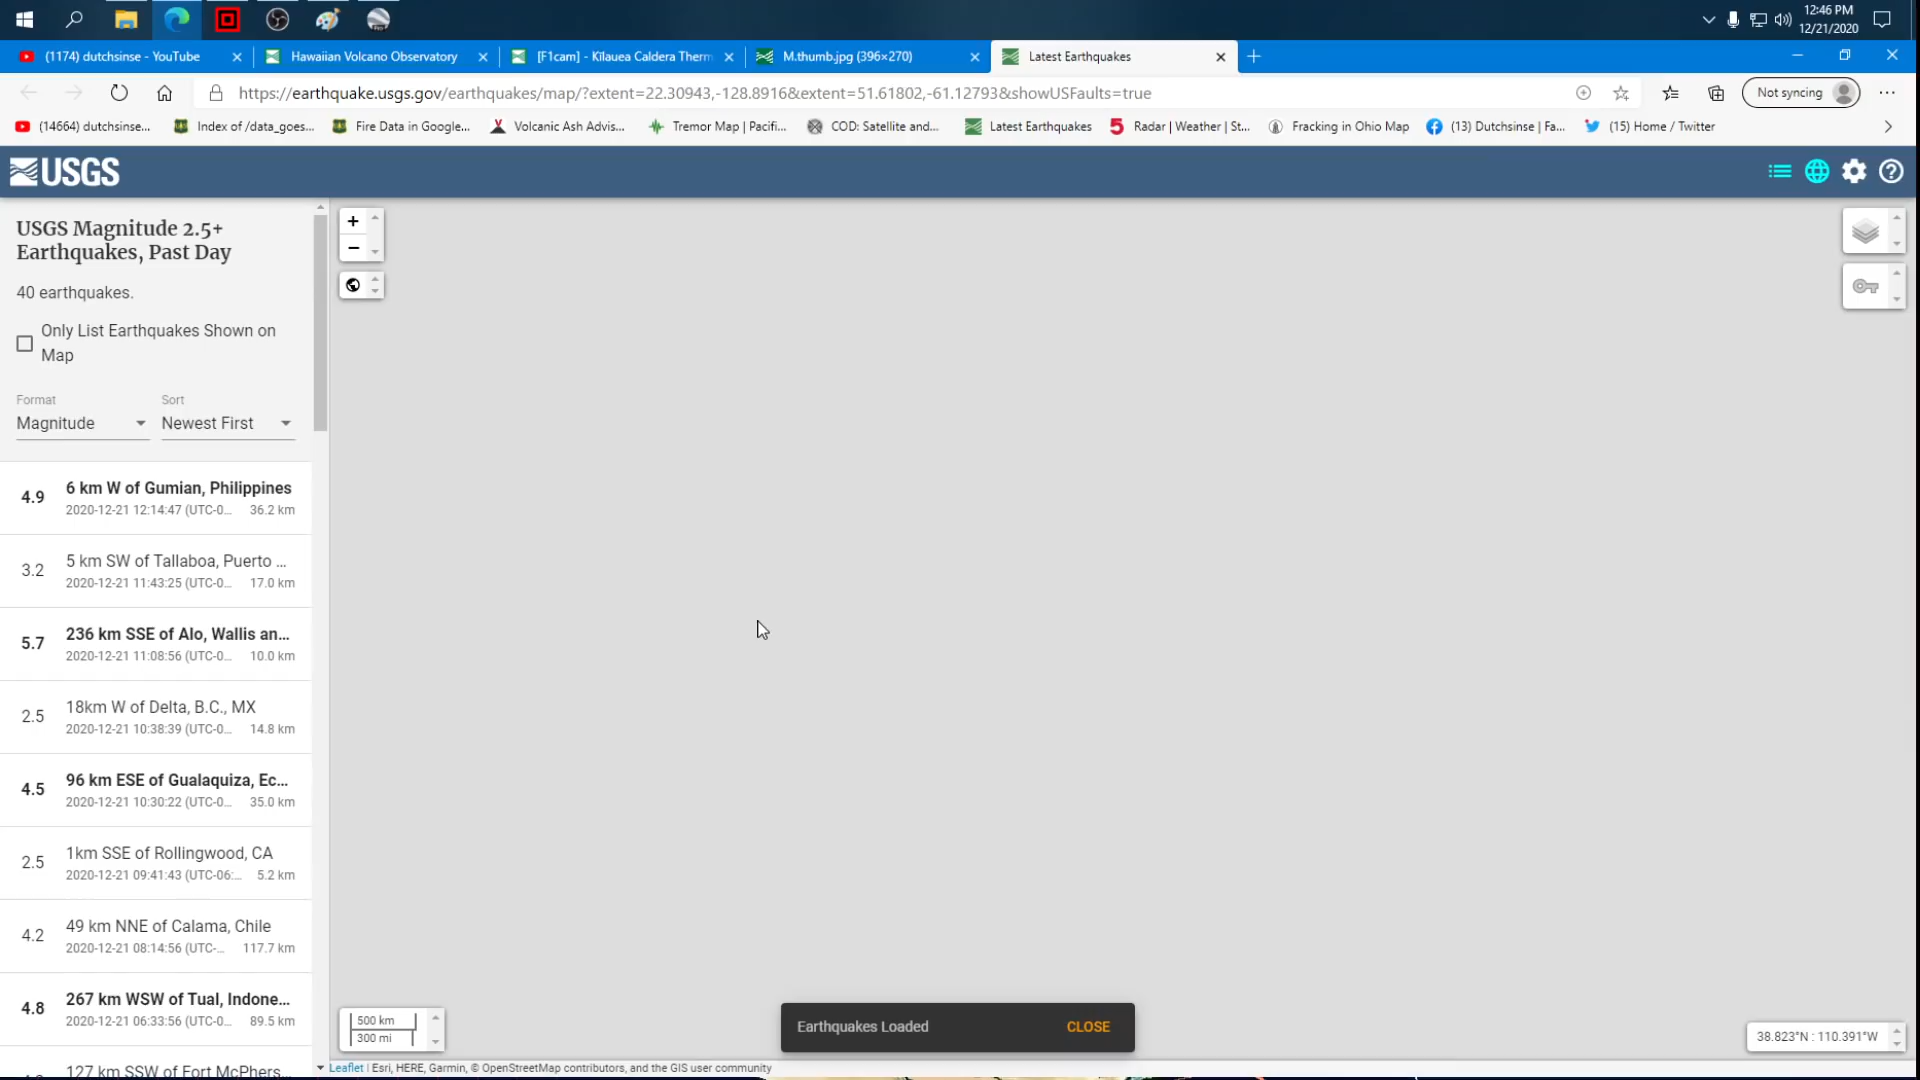 12:46 PM
12/21/2020
(1174) dutchsinse - YouTube
Hawaiian Volcano Observatory
[F1cam] - Kīlauea Caldera Therm
M.thumb.jpg (396×270)
Latest Earthquakes
https://earthquake.usgs.gov/earthquakes/map/?extent=22.30943,-128.8916&extent=51.61802,-61.12793&showUSFaults=true
Not syncing
(14664) dutchsinse...
Index of /data_goes...
Fire Data in Google...
Volcanic Ash Advis...
Tremor Map | Pacifi...
COD: Satellite and...
Latest Earthquakes
5
Radar | Weather | St...
Fracking in Ohio Map
(13) Dutchsinse | Fa...
(15) Home / Twitter
USGS
USGS Magnitude 2.5+
Earthquakes, Past Day
40 earthquakes.
Only List Earthquakes Shown on
Map
Format
Sort
Magnitude
Newest First
4.9
6 km W of Gumian, Philippines
2020-12-21 12:14:47 (UTC-0... 36.2 km
3.2
5 km SW of Tallaboa, Puerto ...
2020-12-21 11:43:25 (UTC-0... 17.0 km
5.7
236 km SSE of Alo, Wallis an...
2020-12-21 11:08:56 (UTC-0... 10.0 km
2.5
18km W of Delta, B.C., MX
2020-12-21 10:38:39 (UTC-0... 14.8 km
4.5
96 km ESE of Gualaquiza, Ec...
2020-12-21 10:30:22 (UTC-0... 35.0 km
2.5
1km SSE of Rollingwood, CA
2020-12-21 09:41:43 (UTC-06:... 5.2 km
4.2
49 km NNE of Calama, Chile
2020-12-21 08:14:56 (UTC-... 117.7 km
4.8
267 km WSW of Tual, Indone...
2020-12-21 06:33:56 (UTC-0... 89.5 km
127 km SSW of Fort McPhers...
500 km
300 mi
Earthquakes Loaded
CLOSE
38.823°N : 110.391°W
Leaflet | Esri, HERE, Garmin, © OpenStreetMap contributors, and the GIS user community